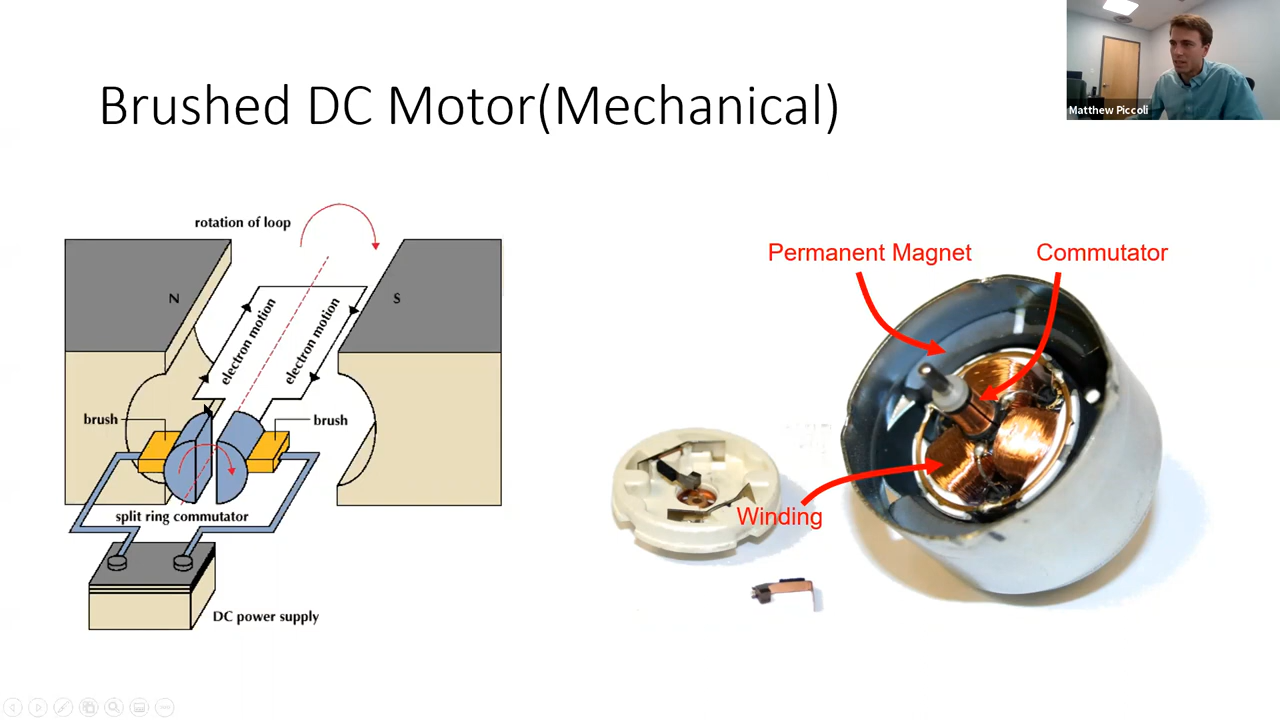 Matthew Piccoli
Brushed DC Motor(Mechanical)
rotation of loop
N
S
electron motion
electron motion
brush
brush
split ring commutator
DC power supply
Permanent Magnet
Commutator
Winding